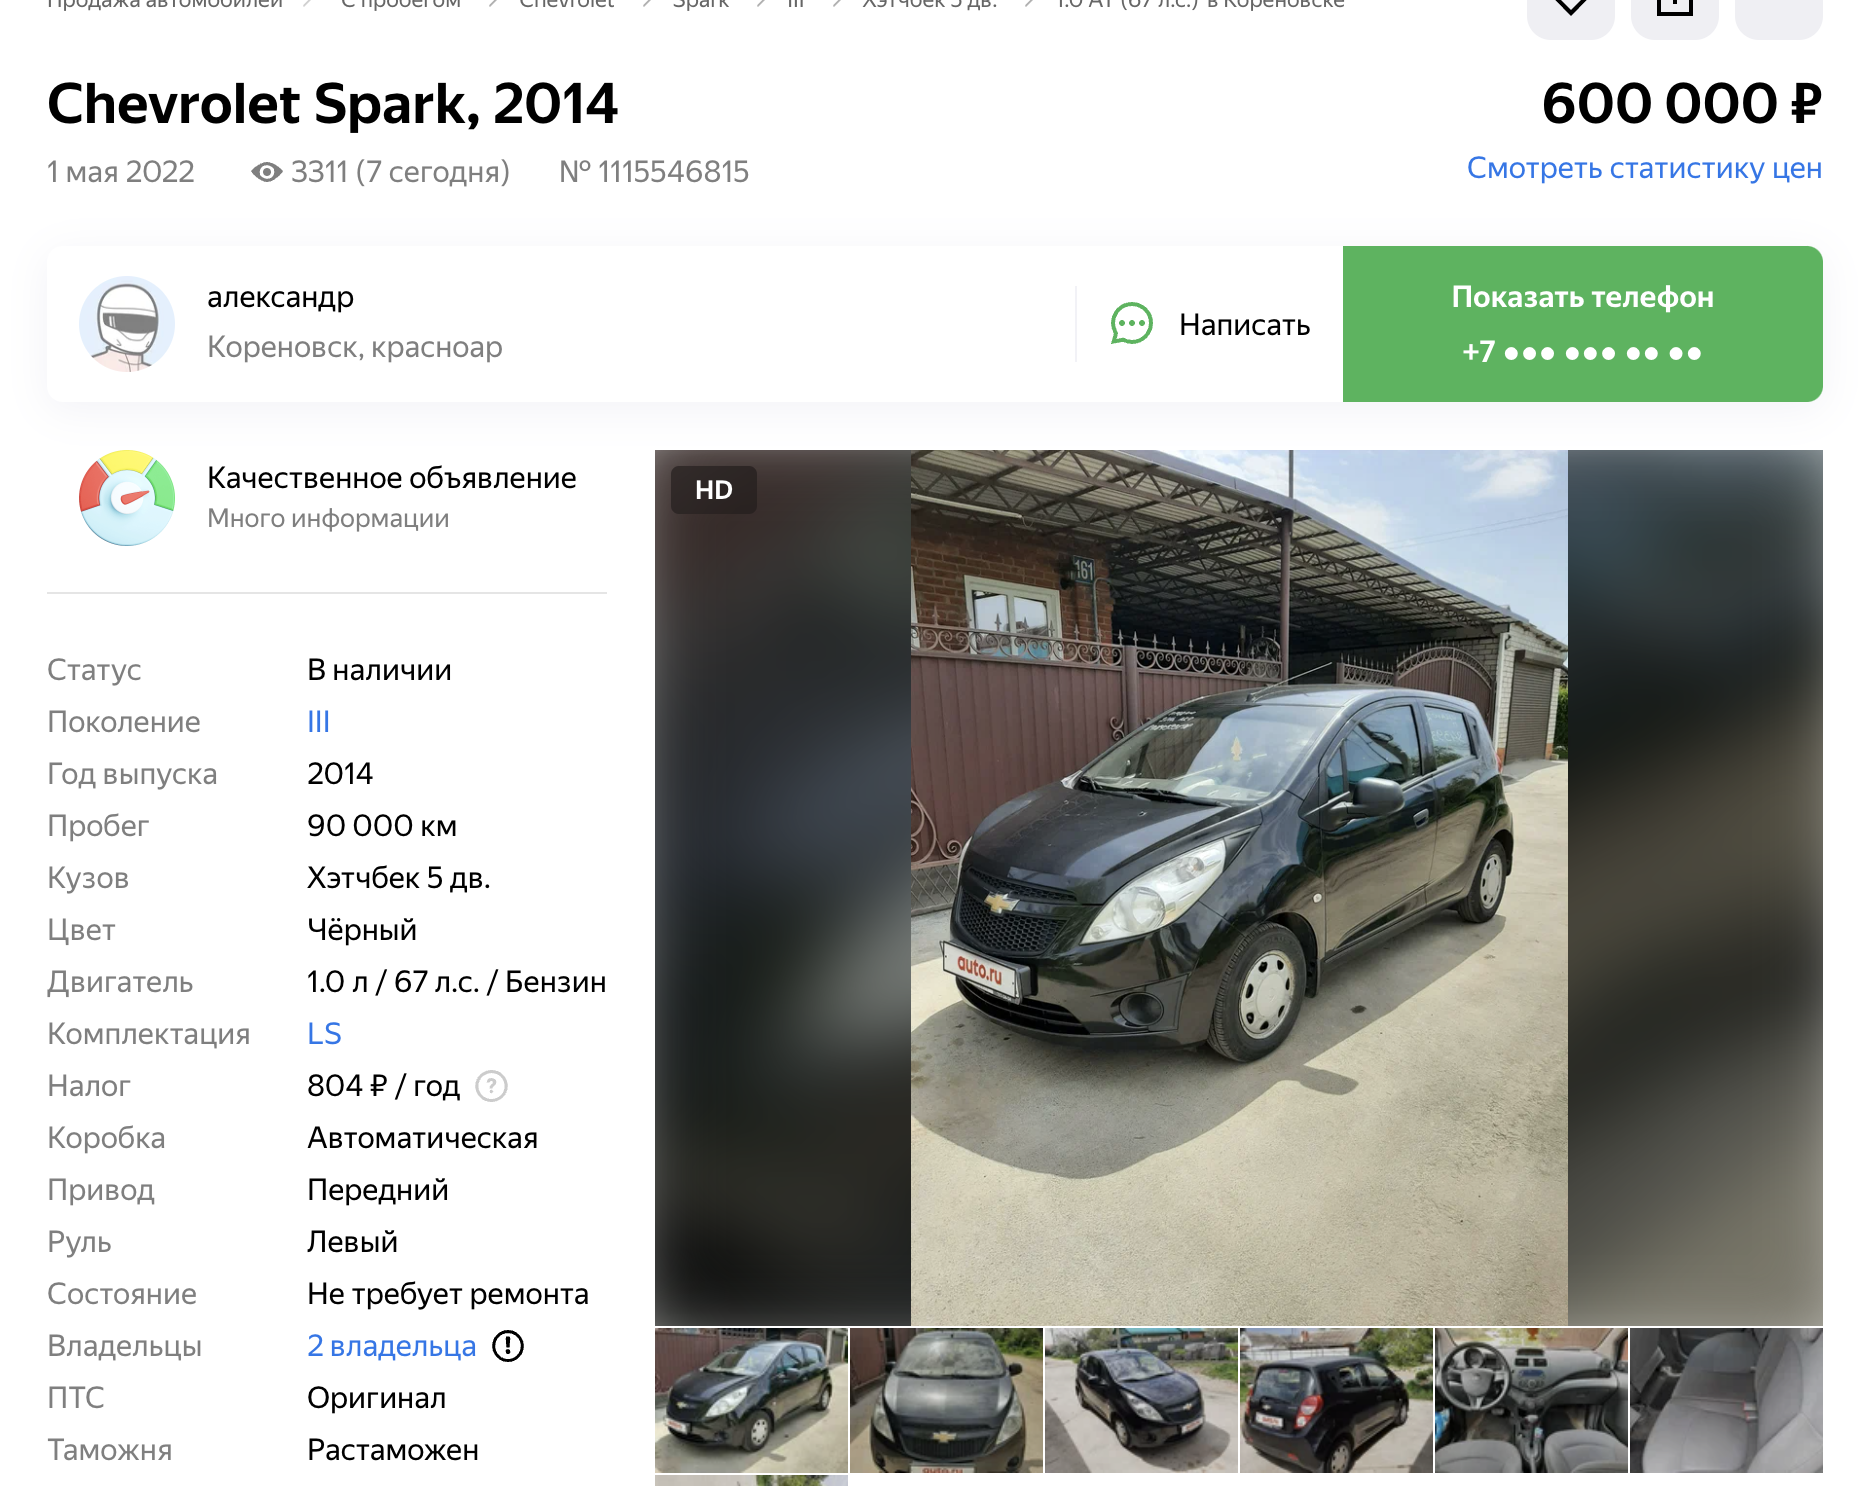 Продажа автомобилей > С пробегом > Chevrolet > Spark > III > Хэтчбек 5 дв. > 1.0 AT (67 л.с.) в Кореновске
Chevrolet Spark, 2014
600 000 ₽
1 мая 2022 3311 (7 сегодня) № 1115546815
Смотреть статистику цен
александр
Кореновск, красноар
Написать
Показать телефон
+7 ●●● ●●● ●● ●●
Качественное объявление
Много информации
HD
161
auto.ru
Статус В наличии
Поколение III
Год выпуска 2014
Пробег 90 000 км
Кузов Хэтчбек 5 дв.
Цвет Чёрный
Двигатель 1.0 л / 67 л.с. / Бензин
Комплектация LS
Налог 804 ₽ / год ?
Коробка Автоматическая
Привод Передний
Руль Левый
Состояние Не требует ремонта
Владельцы 2 владельца
ПТС Оригинал
Таможня Растаможен